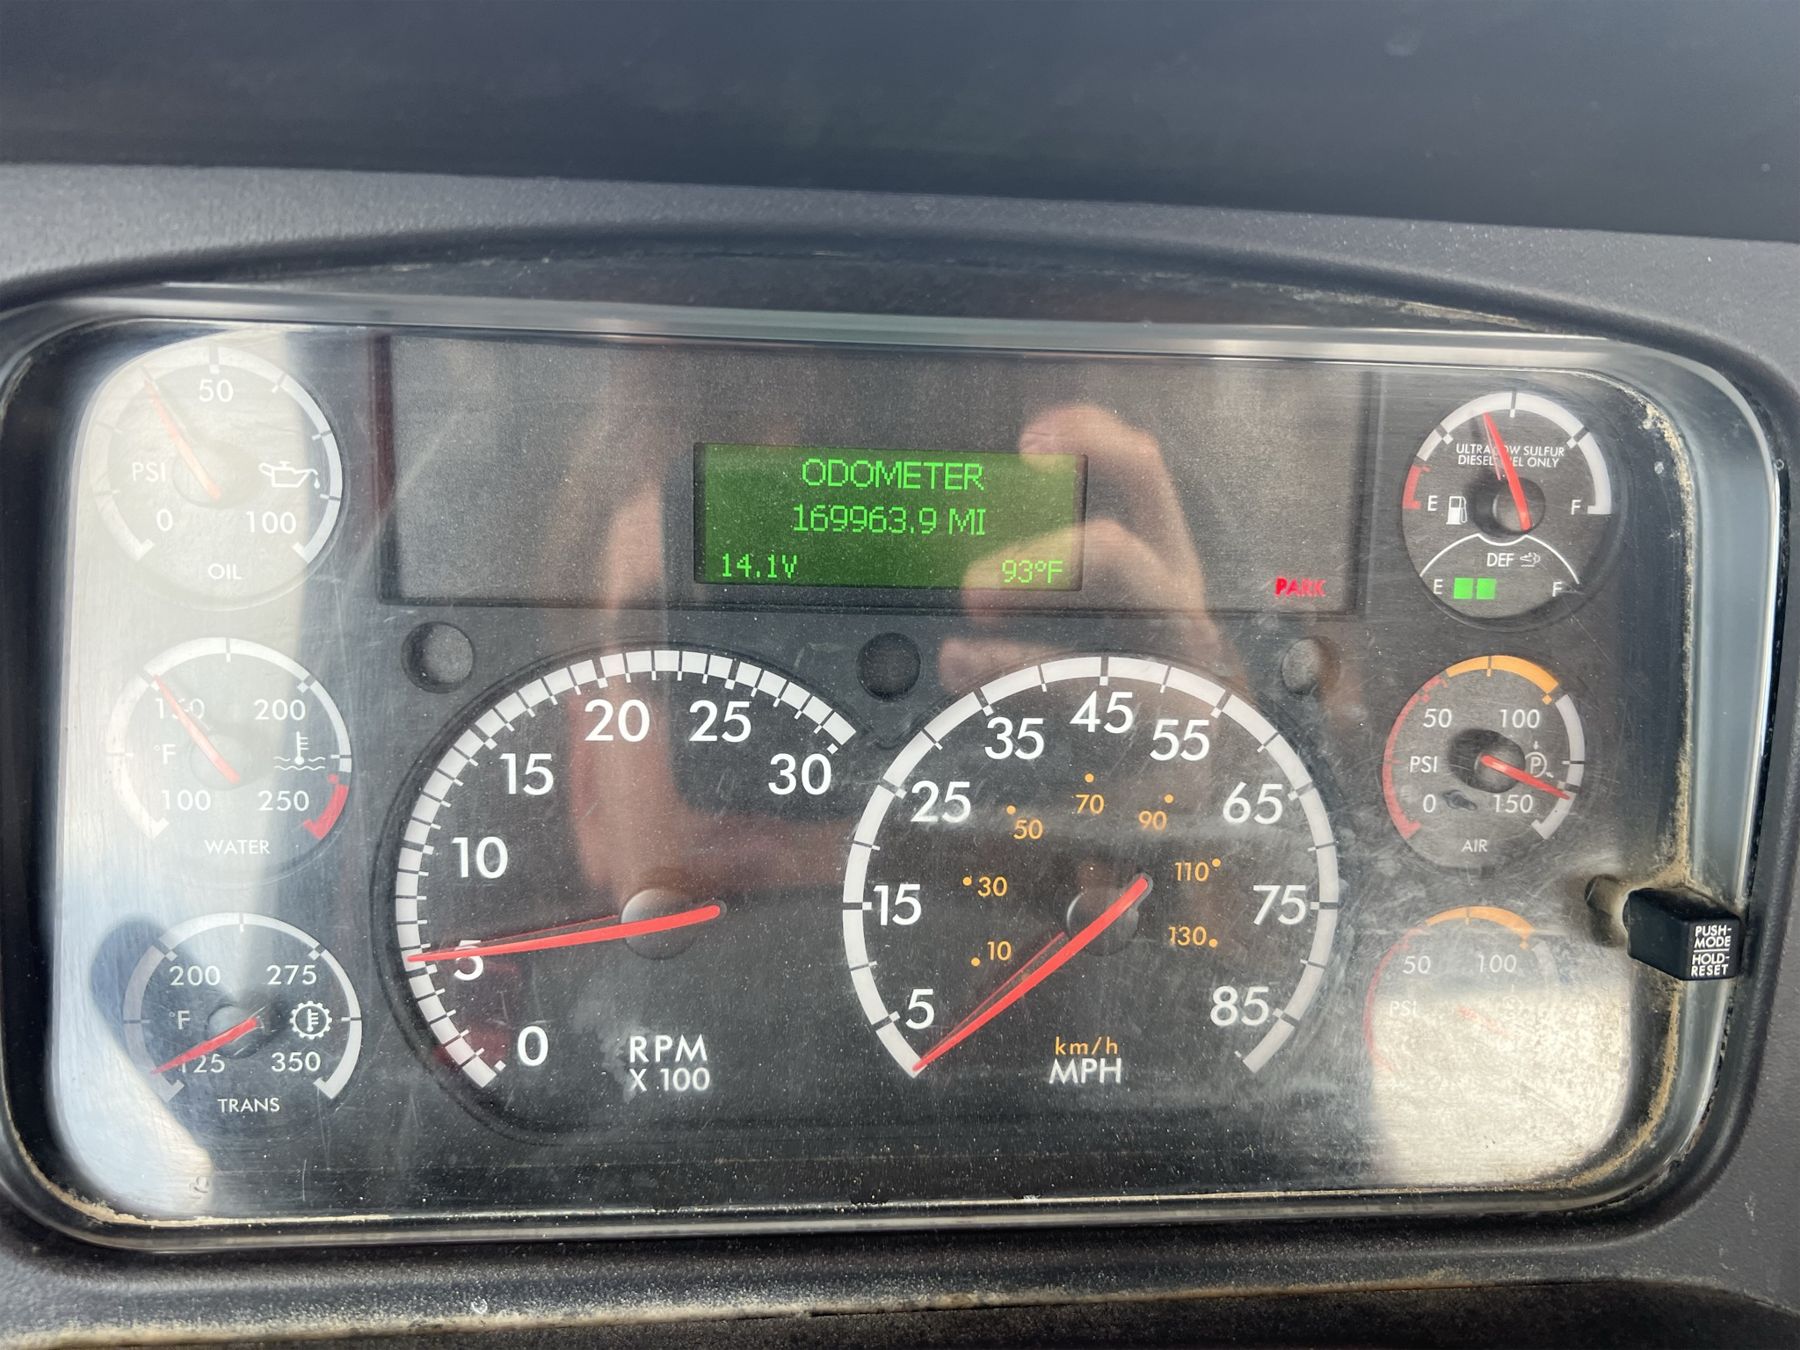 50
PSI
0
100
OIL
ODOMETER
169963.9 MI
14.1V
93°F
PARK
ULTRA LOW SULFUR
DIESEL FUEL ONLY
E
F
DEF
E
F
150
200
°F
100
250
WATER
0
5
10
15
20
25
30
RPM
X 100
5
15
25
35
45
55
65
75
85
10
30
50
70
90
110
130
km/h
MPH
50
100
PSI
P
0
150
AIR
200
275
°F
125
350
TRANS
50
100
PSI
PUSH-
MODE
HOLD-
RESET